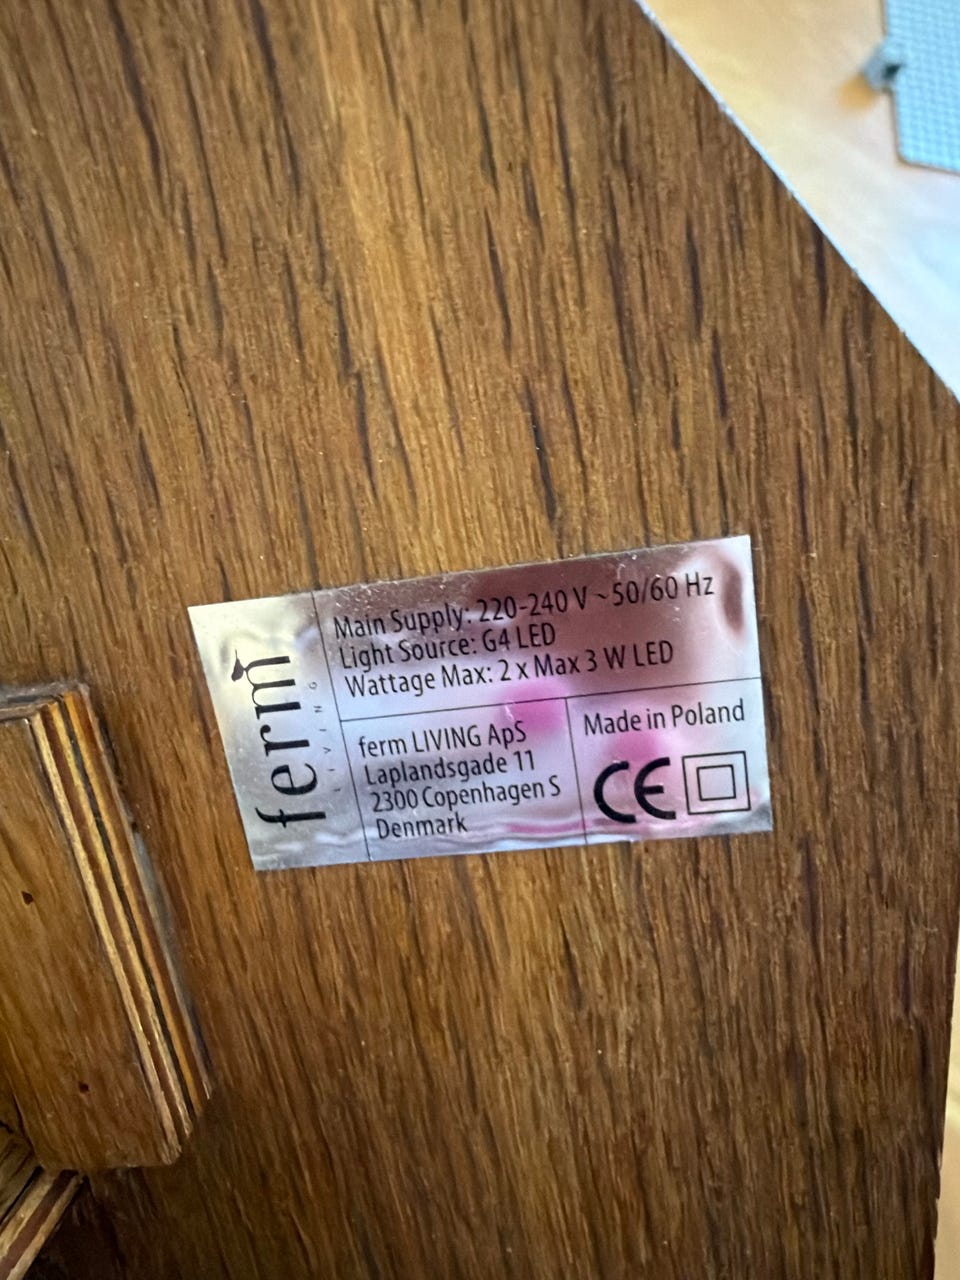 ferm
LIVING
Main Supply: 220-240 V ~ 50/60 Hz
Light Source: G4 LED
Wattage Max: 2 x Max 3 W LED
ferm LIVING ApS
Laplandsgade 11
2300 Copenhagen S
Denmark
Made in Poland
CE